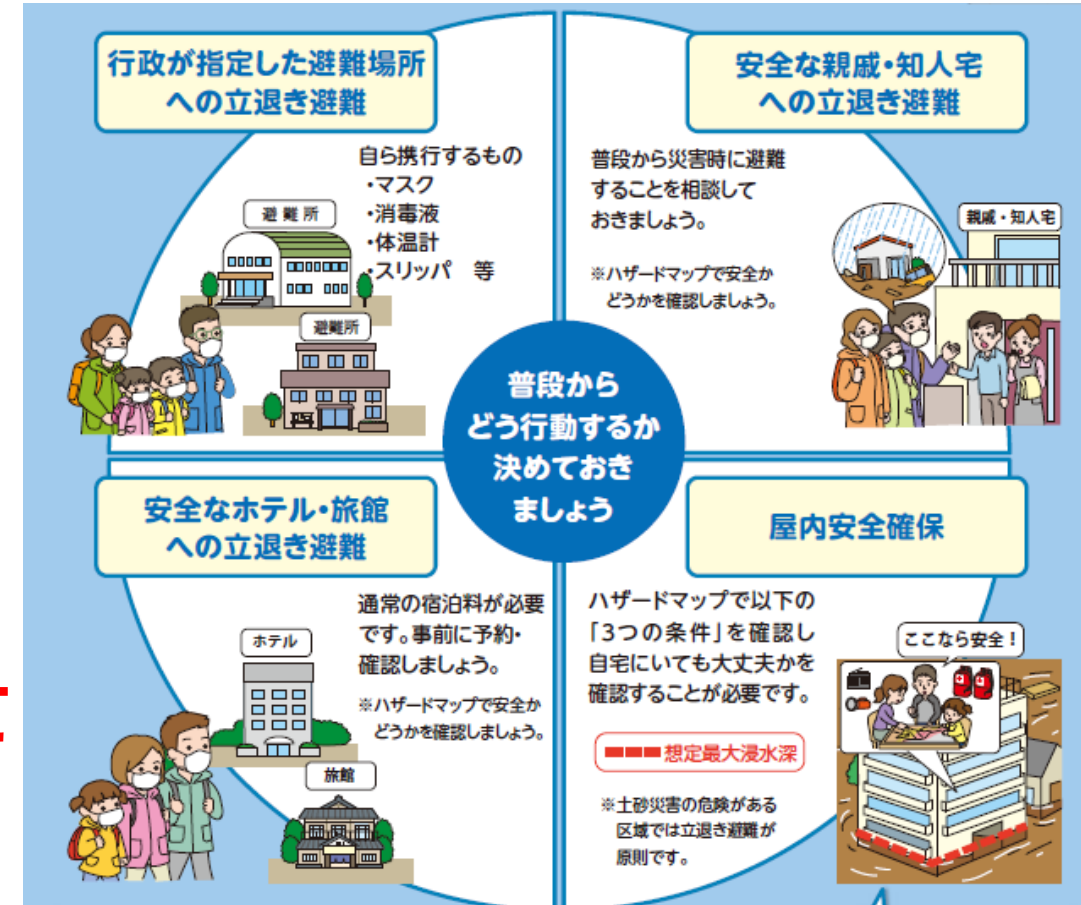 行政が指定した避難場所
への立退き避難
自ら携行するもの
・マスク
・消毒液
・体温計
・スリッパ　等
避難所
避難所
安全な親戚・知人宅
への立退き避難
普段から災害時に避難
することを相談して
おきましょう。
※ハザードマップで安全か
どうかを確認しましょう。
親戚・知人宅
普段から
どう行動するか
決めておき
ましょう
安全なホテル・旅館
への立退き避難
通常の宿泊料が必要
です。事前に予約・
確認しましょう。
※ハザードマップで安全か
どうかを確認しましょう。
ホテル
旅館
屋内安全確保
ハザードマップで以下の
「3つの条件」を確認し
自宅にいても大丈夫かを
確認することが必要です。
想定最大浸水深
※土砂災害の危険がある
区域では立退き避難が
原則です。
ここなら安全！